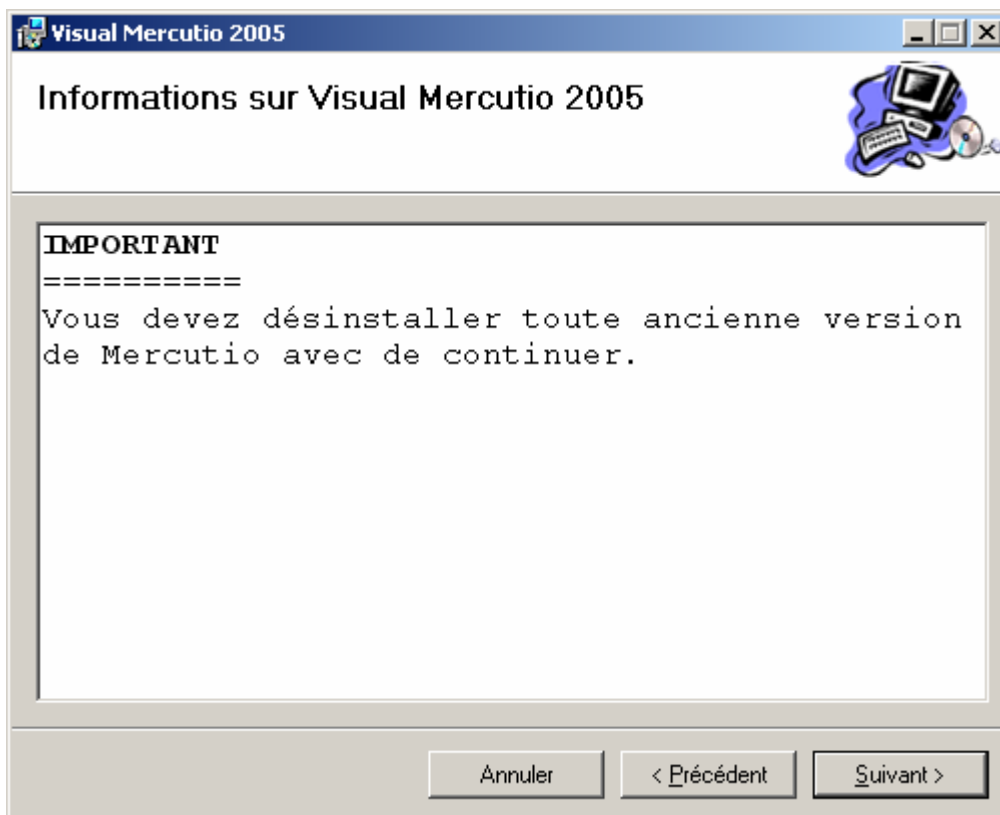 Visual Mercutio 2005
Informations sur Visual Mercutio 2005
IMPORTANT
==========
Vous devez désinstaller toute ancienne version
de Mercutio avec de continuer.
Annuler
< Précédent
Suivant >